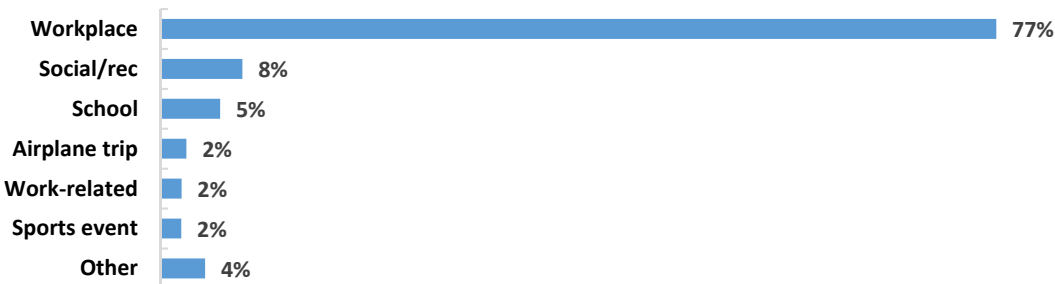 Workplace 77%
Social/rec 8%
School 5%
Airplane trip 2%
Work-related 2%
Sports event 2%
Other 4%